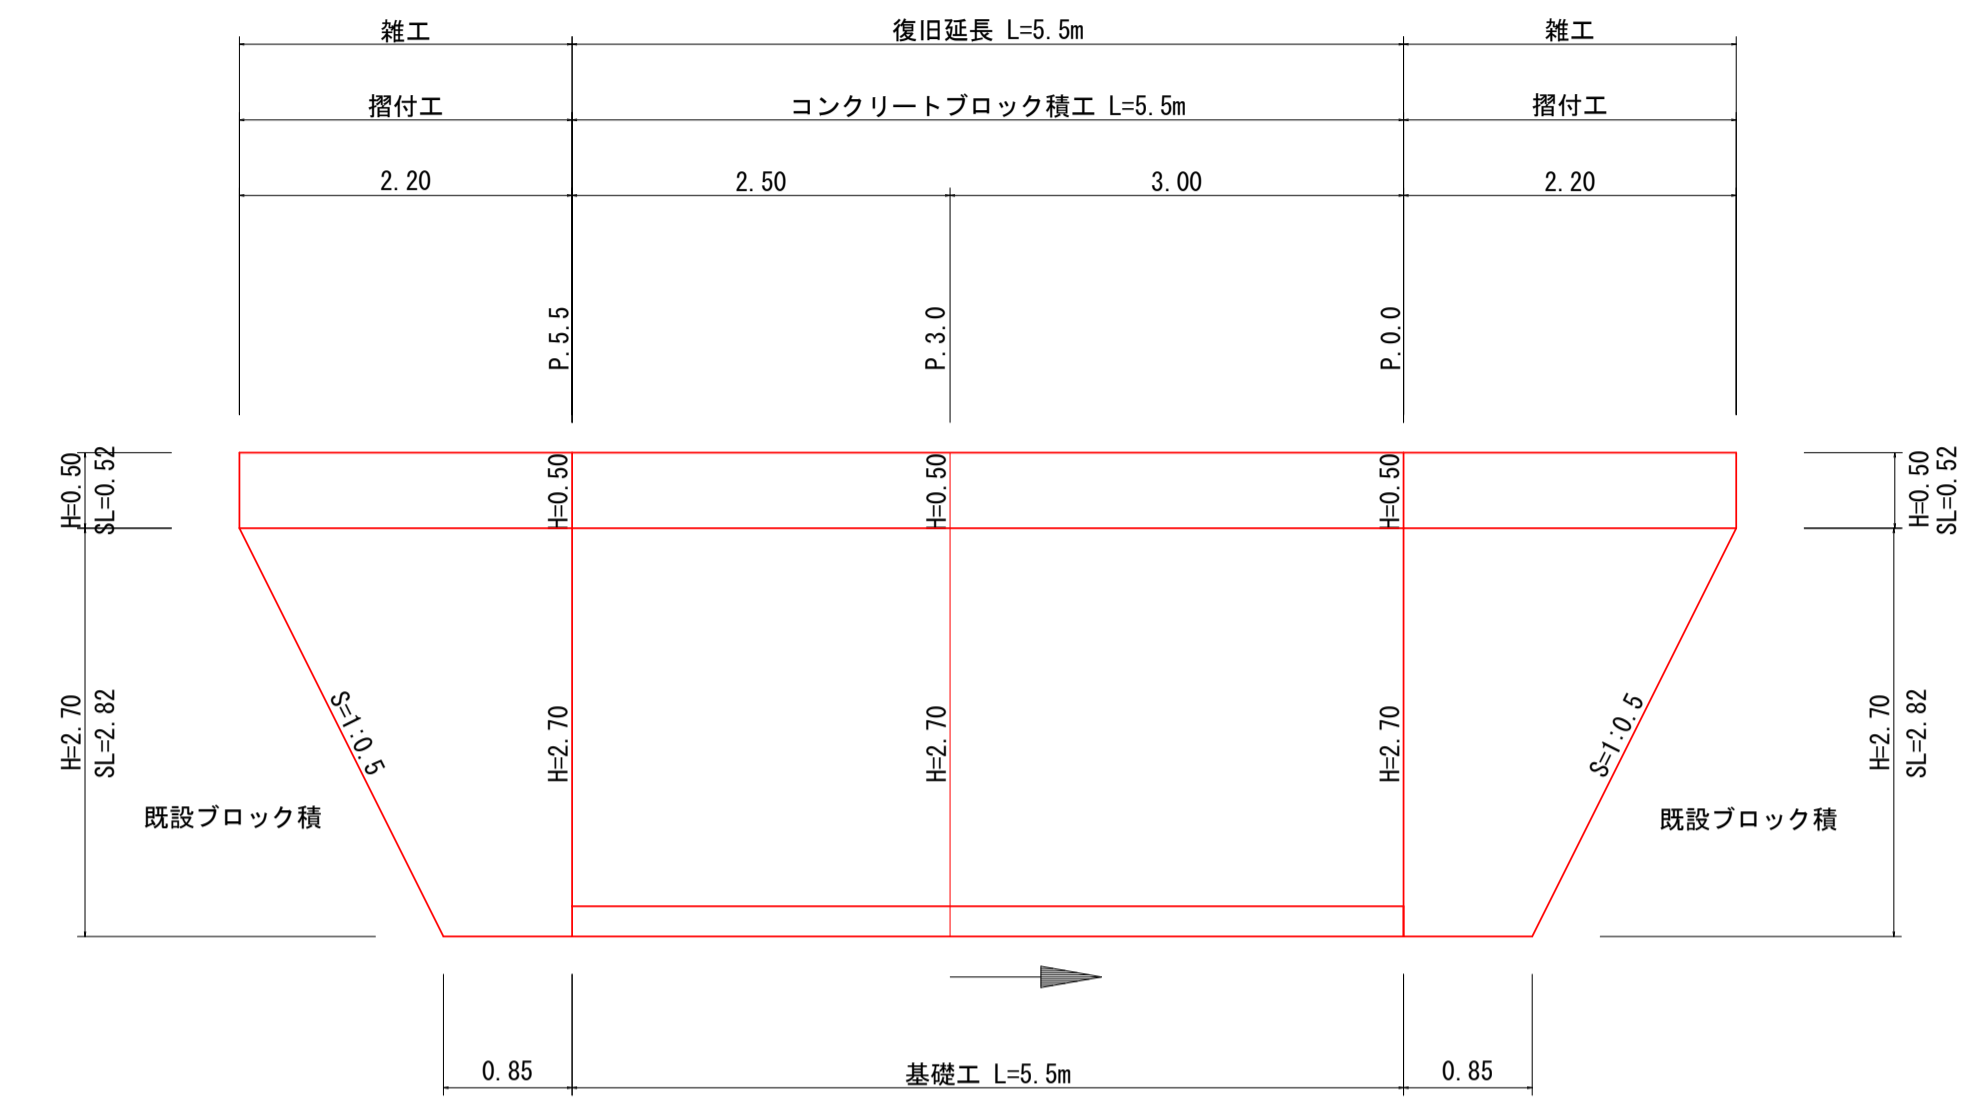 雑工
復旧延長 L=5.5m
雑工
摺付工
コンクリートブロック積工 L=5.5m
摺付工
2.20
2.50
3.00
2.20
P.5.5
P.3.0
P.0.0
H=0.50
SL=0.52
H=0.50
H=0.50
H=0.50
H=0.50
SL=0.52
H=2.70
SL=2.82
S=1:0.5
H=2.70
H=2.70
H=2.70
S=1:0.5
H=2.70
SL=2.82
既設ブロック積
既設ブロック積
0.85
基礎工 L=5.5m
0.85